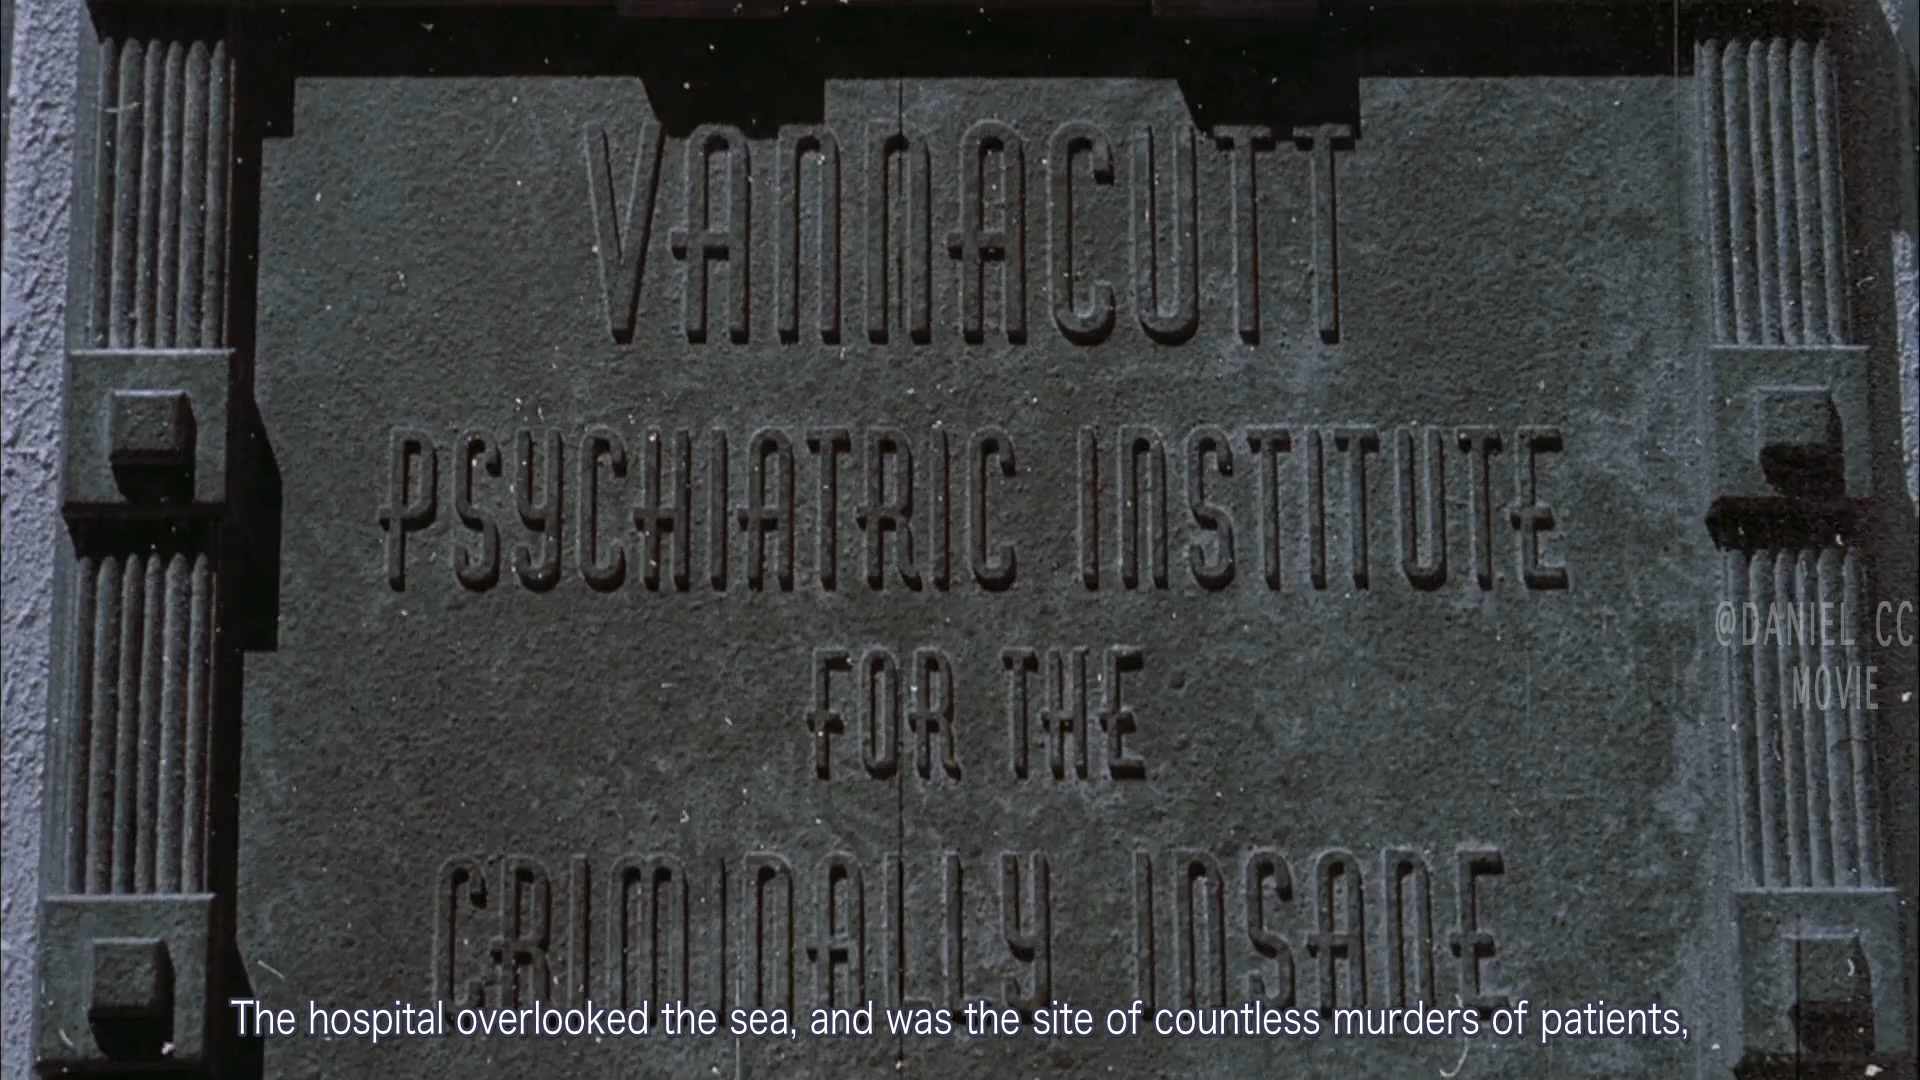 VANNACUTT
PSYCHIATRIC INSTITUTE
FOR THE
CRIMINALLY INSANE
@DANIEL CC
MOVIE
The hospital overlooked the sea, and was the site of countless murders of patients,